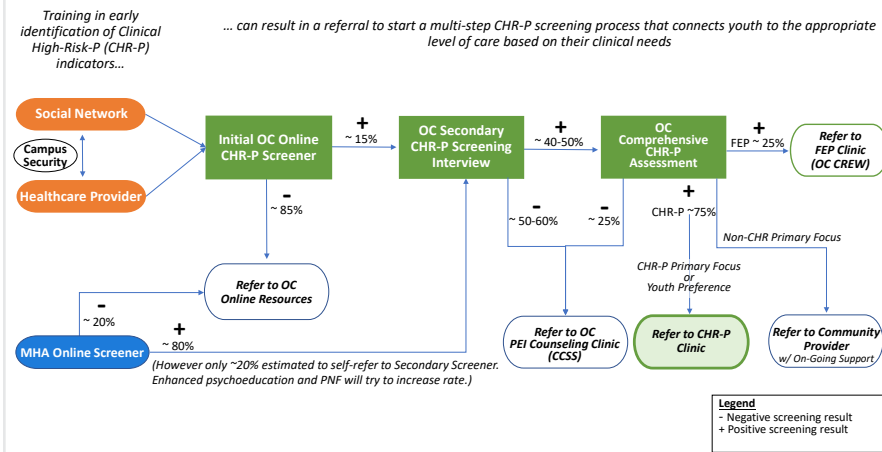 Training in early
identification of Clinical
High-Risk-P (CHR-P)
indicators...
... can result in a referral to start a multi-step CHR-P screening process that connects youth to the appropriate
level of care based on their clinical needs
Social Network
Campus
Security
Healthcare Provider
Initial OC Online
CHR-P Screener
+
~ 15%
OC Secondary
CHR-P Screening
Interview
+
~ 40-50%
OC
Comprehensive
CHR-P
Assessment
+
FEP ~ 25%
Refer to
FEP Clinic
(OC CREW)
-
~ 85%
-
~ 50-60%
-
~ 25%
+
CHR-P ~75%
Non-CHR Primary Focus
CHR-P Primary Focus
or
Youth Preference
Refer to OC
Online Resources
-
~ 20%
MHA Online Screener
+
~ 80%
(However only ~20% estimated to self-refer to Secondary Screener.
Enhanced psychoeducation and PNF will try to increase rate.)
Refer to OC
PEI Counseling Clinic
(CCSS)
Refer to CHR-P
Clinic
Refer to Community
Provider
w/ On-Going Support
Legend
- Negative screening result
+ Positive screening result